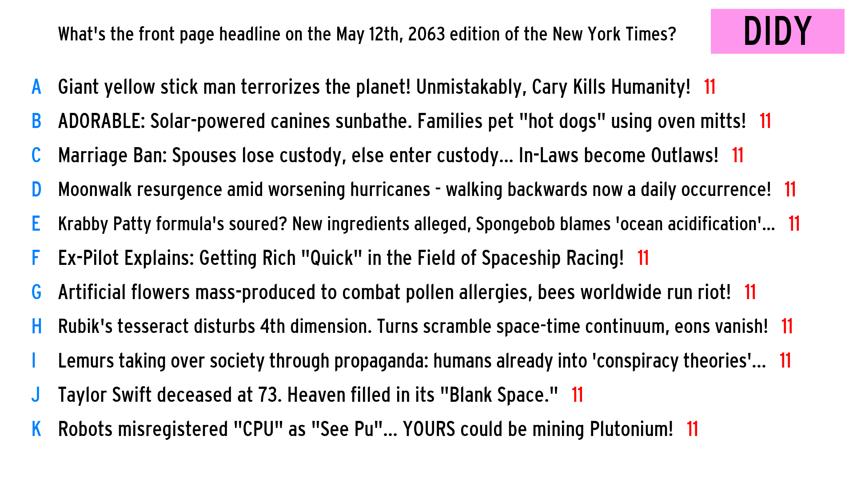 What's the front page headline on the May 12th, 2063 edition of the New York Times?
DIDY
A Giant yellow stick man terrorizes the planet! Unmistakably, Cary Kills Humanity! 11
B ADORABLE: Solar-powered canines sunbathe. Families pet "hot dogs" using oven mitts! 11
C Marriage Ban: Spouses lose custody, else enter custody... In-Laws become Outlaws! 11
D Moonwalk resurgence amid worsening hurricanes - walking backwards now a daily occurrence! 11
E Krabby Patty formula's soured? New ingredients alleged, Spongebob blames 'ocean acidification'... 11
F Ex-Pilot Explains: Getting Rich "Quick" in the Field of Spaceship Racing! 11
G Artificial flowers mass-produced to combat pollen allergies, bees worldwide run riot! 11
H Rubik's tesseract disturbs 4th dimension. Turns scramble space-time continuum, eons vanish! 11
I Lemurs taking over society through propaganda: humans already into 'conspiracy theories'... 11
J Taylor Swift deceased at 73. Heaven filled in its "Blank Space." 11
K Robots misregistered "CPU" as "See Pu"... YOURS could be mining Plutonium! 11